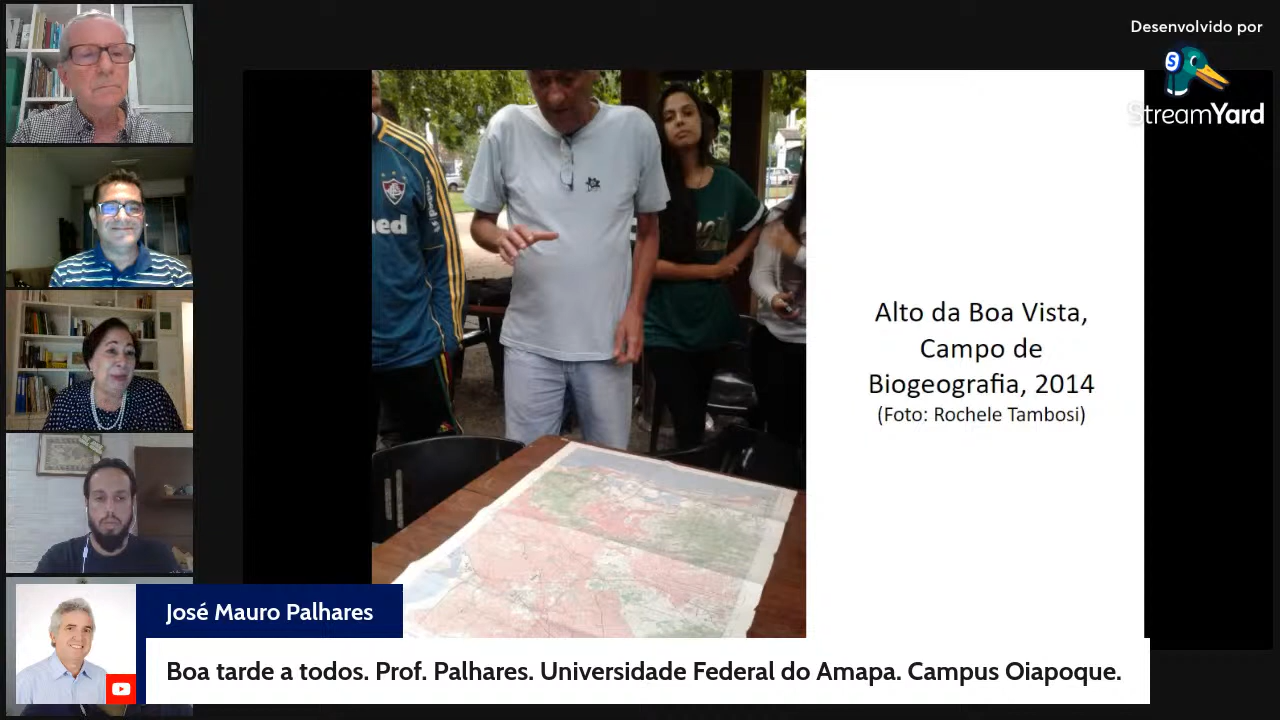 Desenvolvido por
StreamYard
Alto da Boa Vista,
Campo de
Biogeografia, 2014
(Foto: Rochele Tambosi)
José Mauro Palhares
Boa tarde a todos. Prof. Palhares. Universidade Federal do Amapa. Campus Oiapoque.